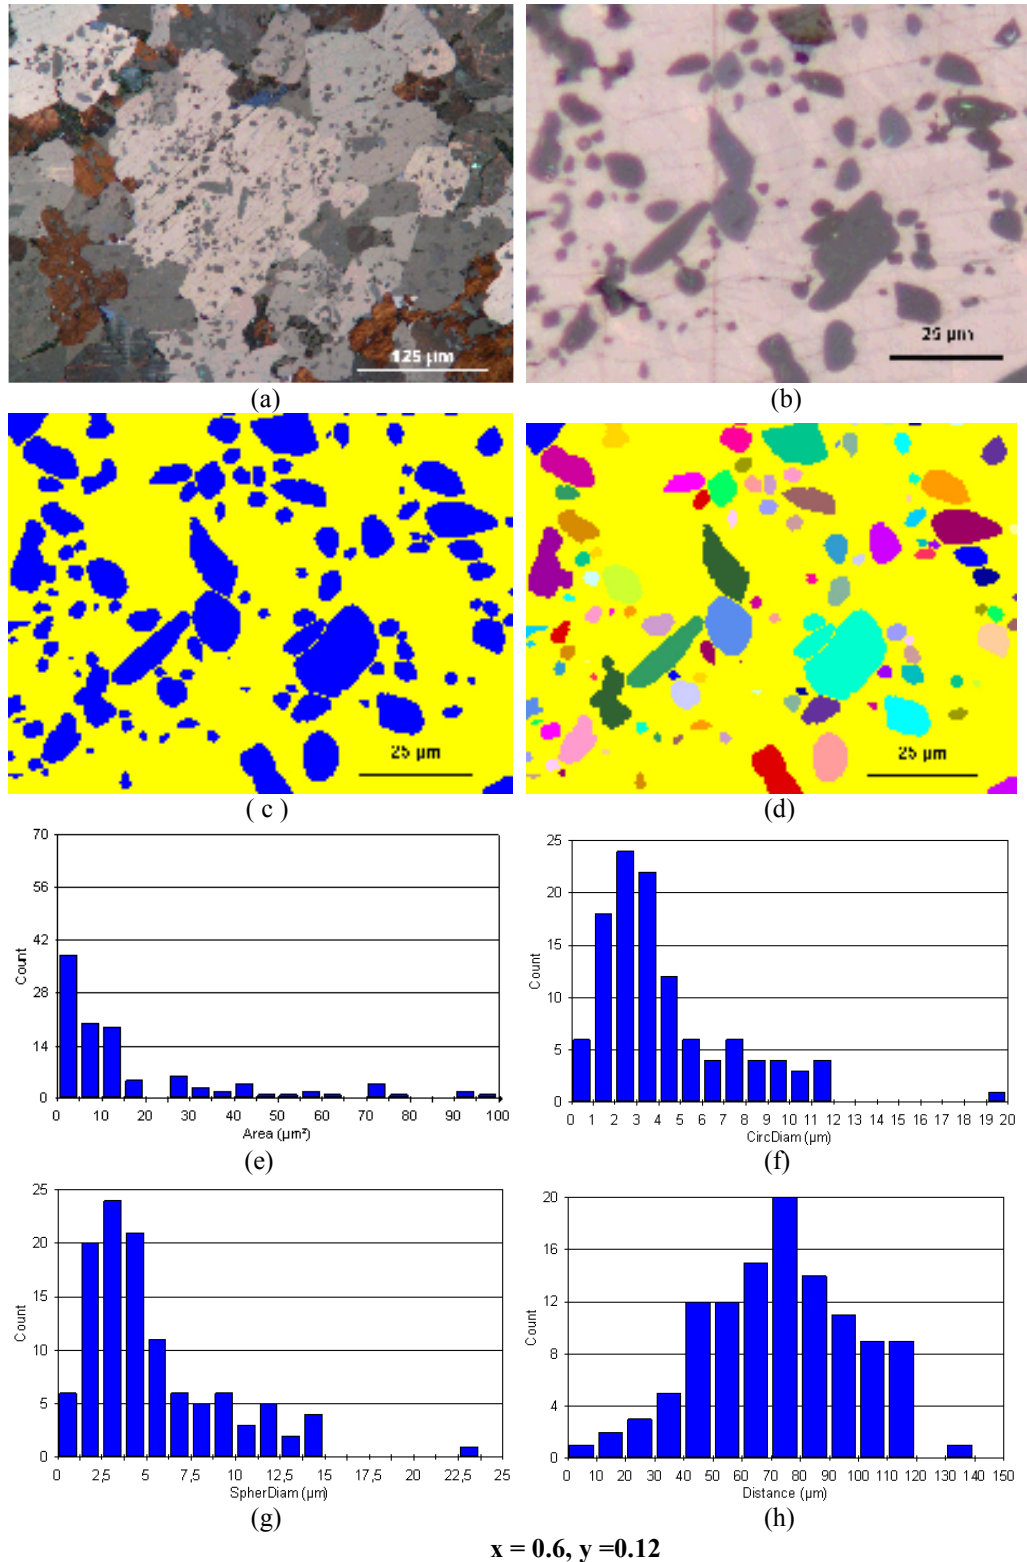 125 µm
25 µm
(a)
(b)
25 µm
25 µm
( c )
(d)
70
56
42
28
14
0
Count
0 10 20 30 40 50 60 70 80 90 100
Area (µm²)
(e)
25
20
15
10
5
0
Count
0 1 2 3 4 5 6 7 8 9 10 11 12 13 14 15 16 17 18 19 20
CircDiam (µm)
(f)
25
20
15
10
5
0
Count
0 2,5 5 7,5 10 12,5 15 17,5 20 22,5 25
SpherDiam (µm)
(g)
20
16
12
8
4
0
Count
0 10 20 30 40 50 60 70 80 90 100 110 120 130 140 150
Distance (µm)
(h)
x = 0.6, y =0.12